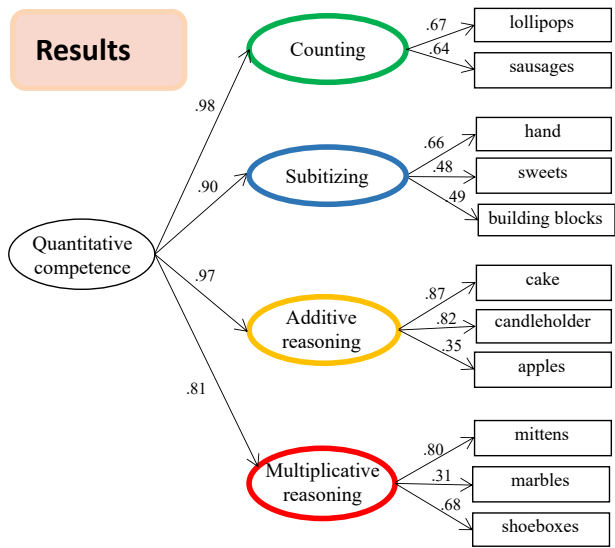 Results
Counting
.67
lollipops
.64
sausages
.98
Subitizing
.66
hand
.48
sweets
.49
building blocks
.90
Quantitative
competence
.97
Additive
reasoning
.87
cake
.82
candleholder
.35
apples
.81
Multiplicative
reasoning
.80
mittens
.31
marbles
.68
shoeboxes